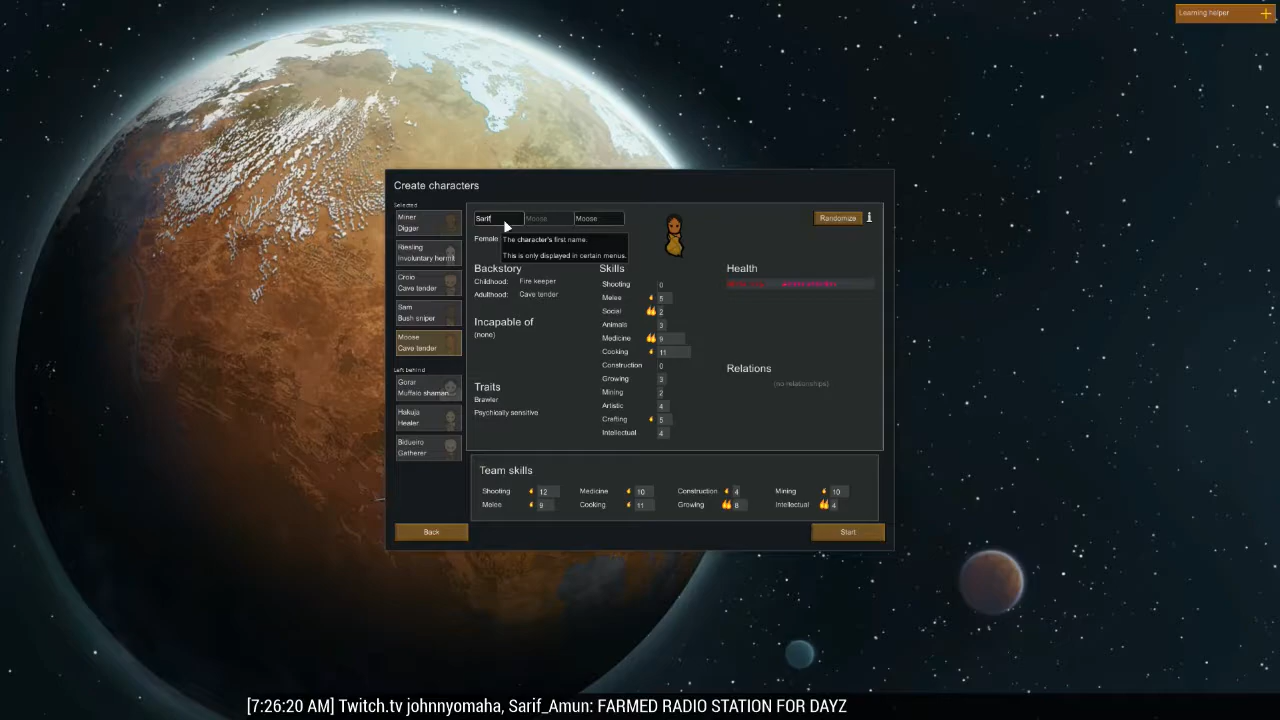 Learning helper
Create characters
Selected
Miner
Digger
Riesling
Involuntary hermit
Croio
Cave tender
Sam
Bush sniper
Moose
Cave tender
Left behind
Gorar
Muffalo shaman...
Hakuja
Healer
Bidueiro
Gatherer
Sarif Moose Moose
Randomize
Female
The character's first name.
This is only displayed in certain menus.
Backstory
Childhood: Fire keeper
Adulthood: Cave tender
Incapable of
(none)
Traits
Brawler
Psychically sensitive
Skills
Shooting 0
Melee 5
Social 2
Animals 3
Medicine 9
Cooking 11
Construction 0
Growing 3
Mining 2
Artistic 4
Crafting 5
Intellectual 4
Health
Relations
(no relationships)
Team skills
Shooting 12 Medicine 10 Construction 4 Mining 10
Melee 9 Cooking 11 Growing 8 Intellectual 4
Back
Start
[7:26:20 AM] Twitch.tv johnnyomaha, Sarif_Amun: FARMED RADIO STATION FOR DAYZ